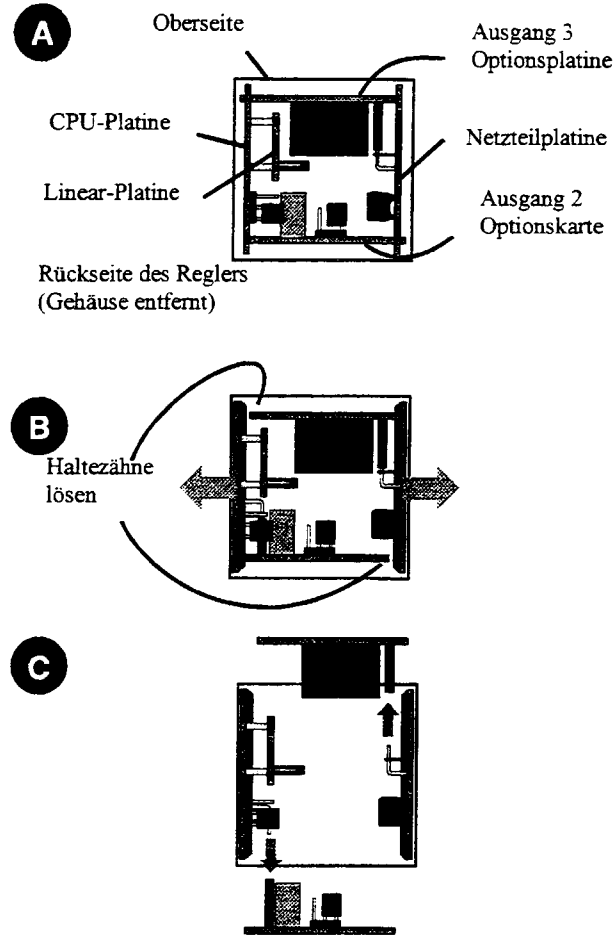 A
Oberseite
Ausgang 3
Optionsplatine
CPU-Platine
Netzteilplatine
Linear-Platine
Ausgang 2
Optionskarte
Rückseite des Reglers
(Gehäuse entfernt)
B
Haltezähne
lösen
C